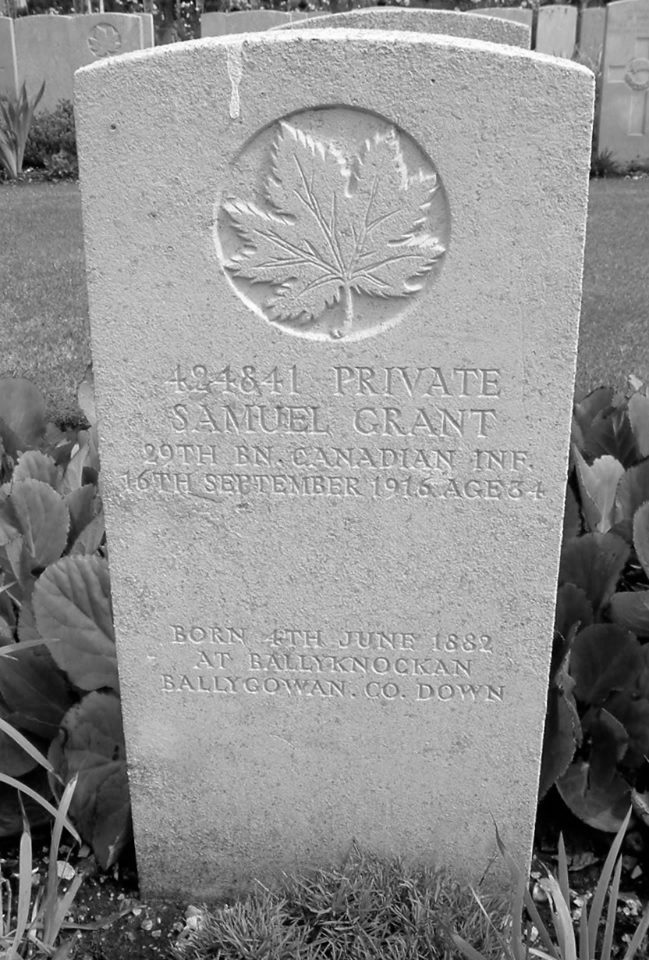 424841 PRIVATE
SAMUEL GRANT
29TH BN. CANADIAN INF.
16TH SEPTEMBER 1916 AGE 34
BORN 4TH JUNE 1882
AT BALLYKNOCKAN
BALLYGOWAN. CO. DOWN